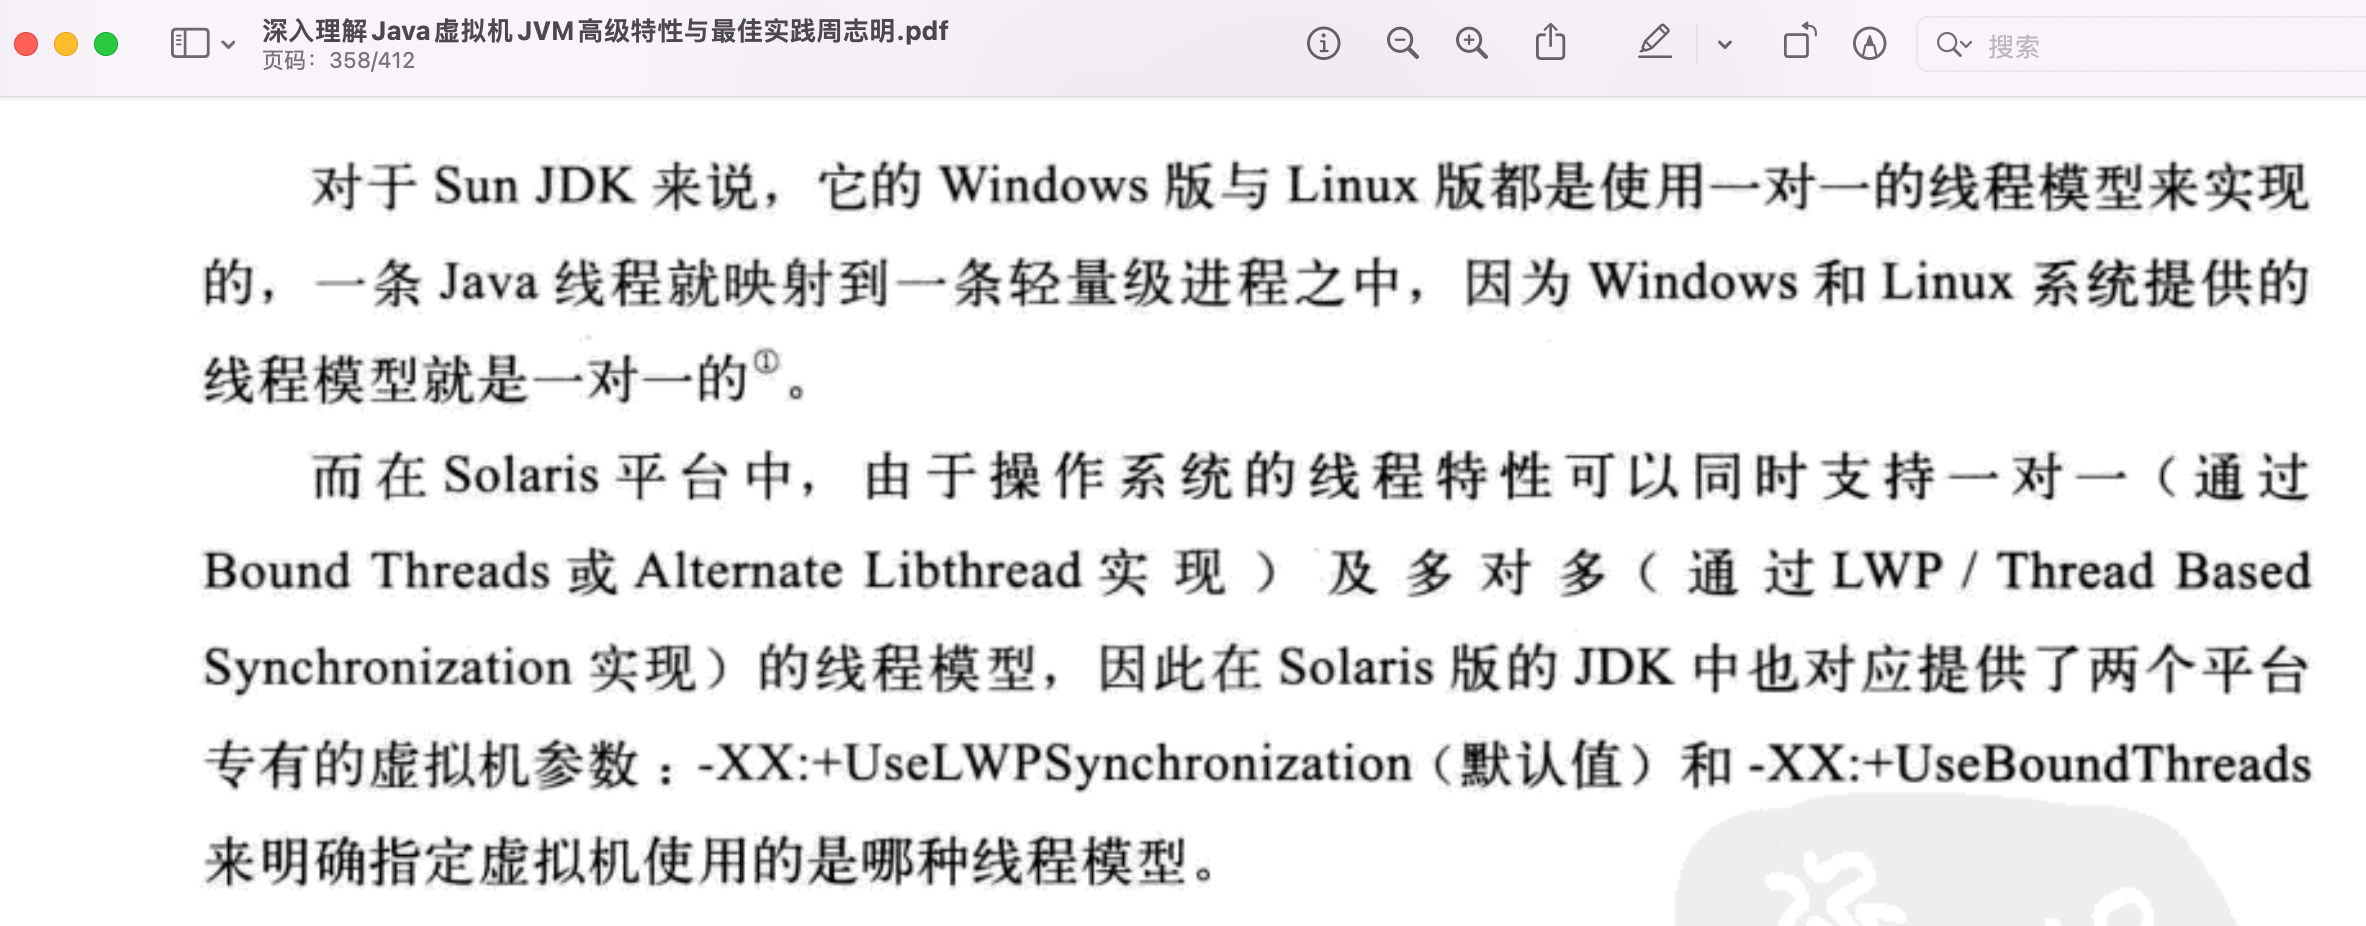 深入理解Java虚拟机JVM高级特性与最佳实践周志明.pdf
页码：358/412
搜索
对于 Sun JDK 来说，它的 Windows 版与 Linux 版都是使用一对一的线程模型来实现
的，一条 Java 线程就映射到一条轻量级进程之中，因为 Windows 和 Linux 系统提供的
线程模型就是一对一的①。
而在 Solaris 平台中，由于操作系统的线程特性可以同时支持一对一（通过
Bound Threads 或 Alternate Libthread 实现）及多对多（通过 LWP / Thread Based
Synchronization 实现）的线程模型，因此在 Solaris 版的 JDK 中也对应提供了两个平台
专有的虚拟机参数：-XX:+UseLWPSynchronization（默认值）和 -XX:+UseBoundThreads
来明确指定虚拟机使用的是哪种线程模型。